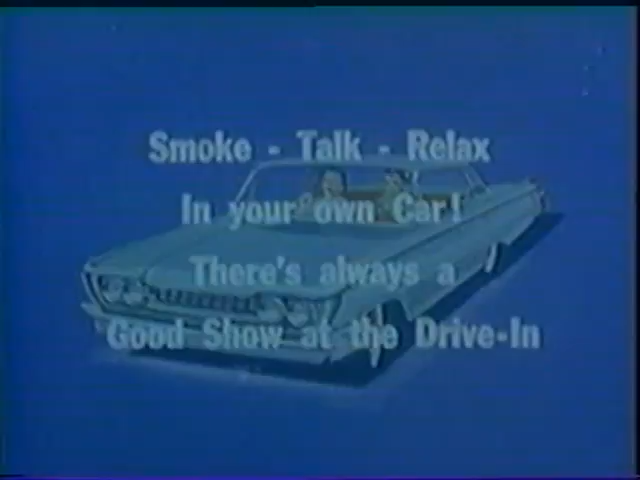 Smoke - Talk - Relax
In your own Car!
There's always a
Good Show at the Drive-In